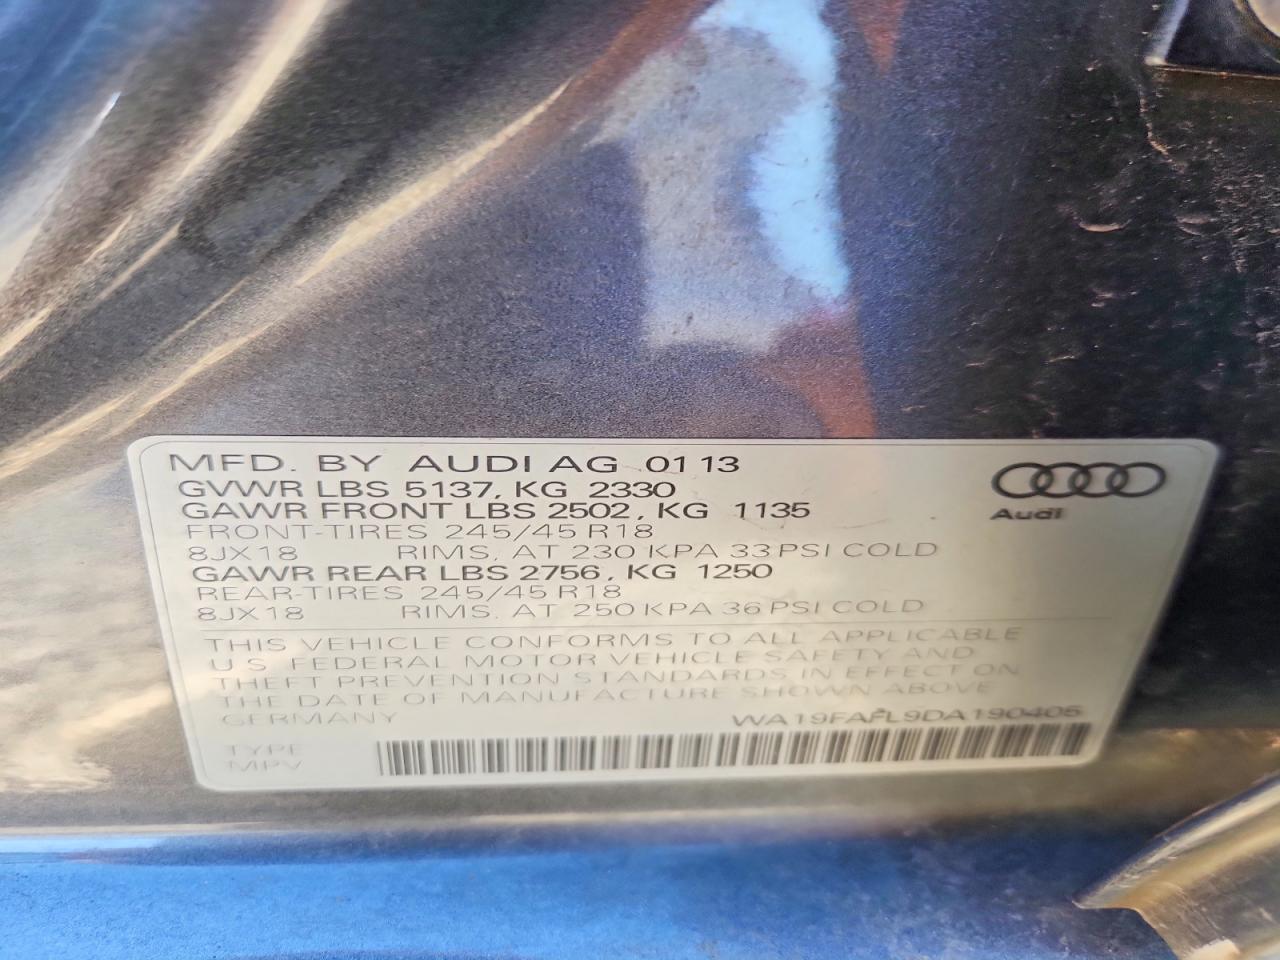 MFD. BY AUDI AG 01 13
GVWR LBS 5137, KG 2330
GAWR FRONT LBS 2502, KG 1135
FRONT-TIRES 245/45 R18
8JX18 RIMS. AT 230 KPA 33 PSI COLD
GAWR REAR LBS 2756, KG 1250
REAR-TIRES 245/45 R18
8JX18 RIMS. AT 250 KPA 36 PSI COLD
THIS VEHICLE CONFORMS TO ALL APPLICABLE
U.S. FEDERAL MOTOR VEHICLE SAFETY AND
THEFT PREVENTION STANDARDS IN EFFECT ON
THE DATE OF MANUFACTURE SHOWN ABOVE
GERMANY WA19FAFL9DA190405
TYPE
MPV
Audi